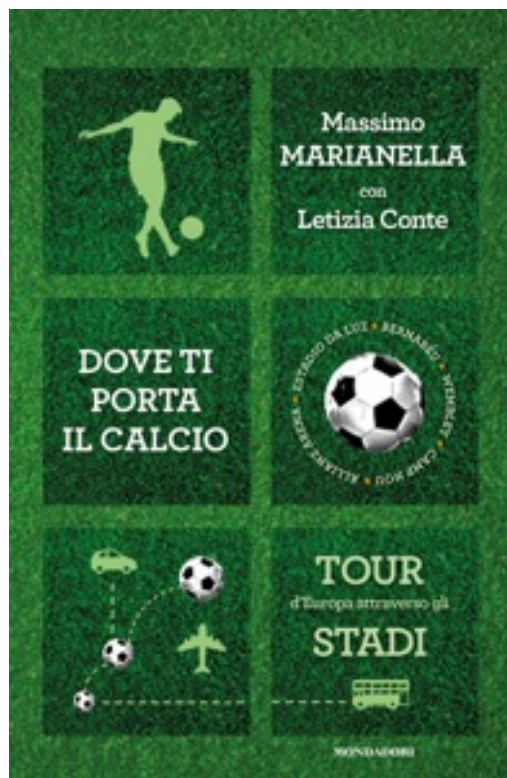 Massimo
MARIANELLA
con
Letizia Conte
DOVE TI
PORTA
IL CALCIO
ESTADIO DA LUZ • BERNABÉU • WEMBLEY • CAMP NOU • ALLIANZ ARENA •
TOUR
d'Europa attraverso gli
STADI
MONDADORI